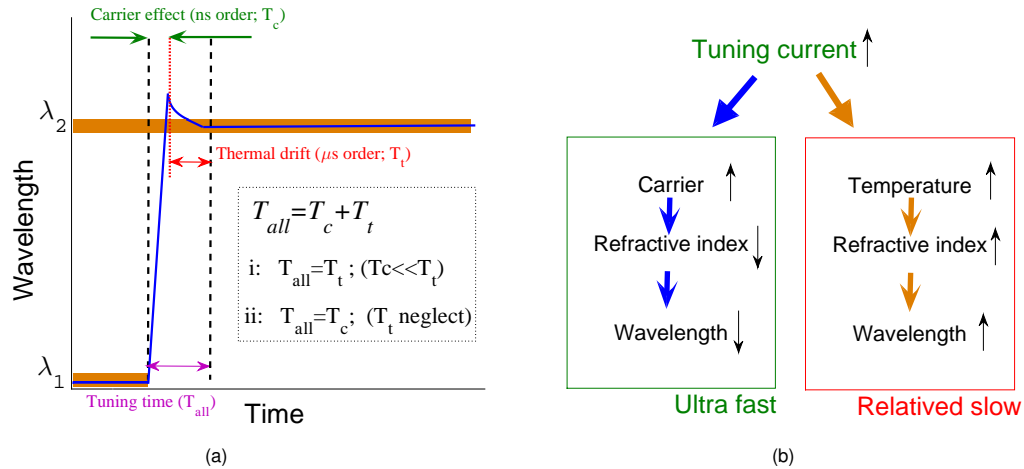 Carrier effect (ns order; T_c)
λ_2
Thermal drift (μs order; T_t)
Wavelength
T_all=T_c+T_t
i: T_all=T_t ; (Tc<<T_t)
ii: T_all=T_c; (T_t neglect)
λ_1
Tuning time (T_all)
Time
(a)
Tuning current
Carrier
Refractive index
Wavelength
Ultra fast
Temperature
Refractive index
Wavelength
Relatived slow
(b)